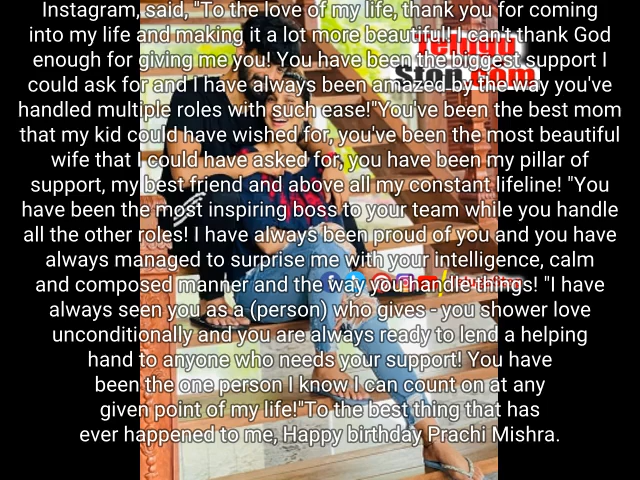 Instagram, said, "To the love of my life, thank you for coming
into my life and making it a lot more beautiful! I can't thank God
enough for giving me you! You have been the biggest support I
could ask for and I have always been amazed by the way you've
handled multiple roles with such ease!"You've been the best mom
that my kid could have wished for, you've been the most beautiful
wife that I could have asked for, you have been my pillar of
support, my best friend and above all my constant lifeline! "You
have been the most inspiring boss to your team while you handle
all the other roles! I have always been proud of you and you have
always managed to surprise me with your intelligence, calm
and composed manner and the way you handle things! "I have
always seen you as a (person) who gives - you shower love
unconditionally and you are always ready to lend a helping
hand to anyone who needs your support! You have
been the one person I know I can count on at any
given point of my life!"To the best thing that has
ever happened to me, Happy birthday Prachi Mishra.
Telugu
Stop.com